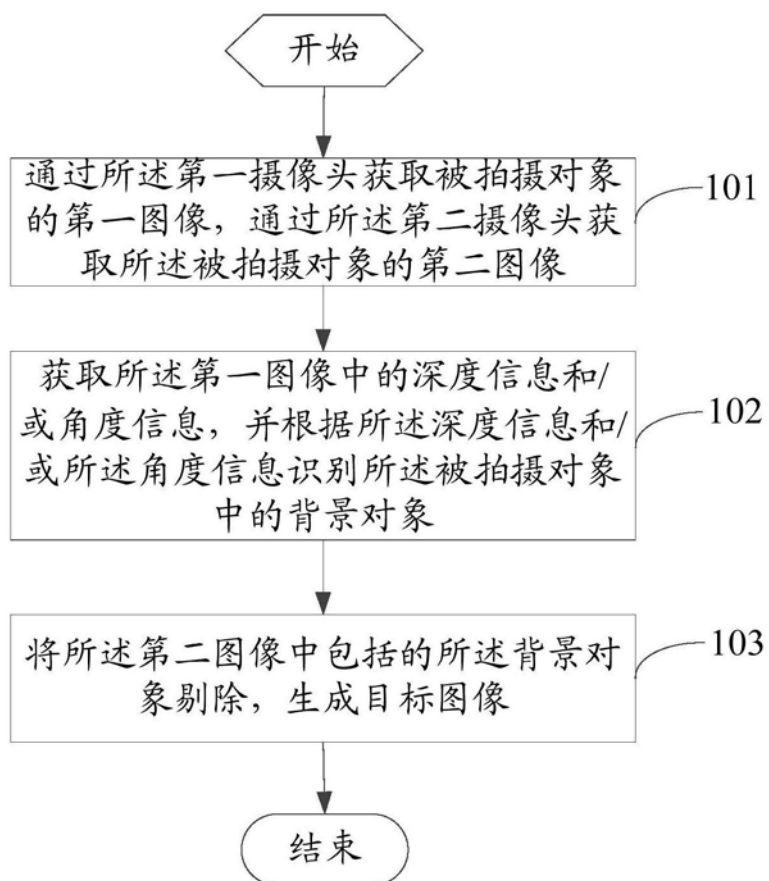 开始
通过所述第一摄像头获取被拍摄对象
的第一图像，通过所述第二摄像头获
取所述被拍摄对象的第二图像
101
获取所述第一图像中的深度信息和/
或角度信息，并根据所述深度信息和/
或所述角度信息识别所述被拍摄对象
中的背景对象
102
将所述第二图像中包括的所述背景对
象剔除，生成目标图像
103
结束